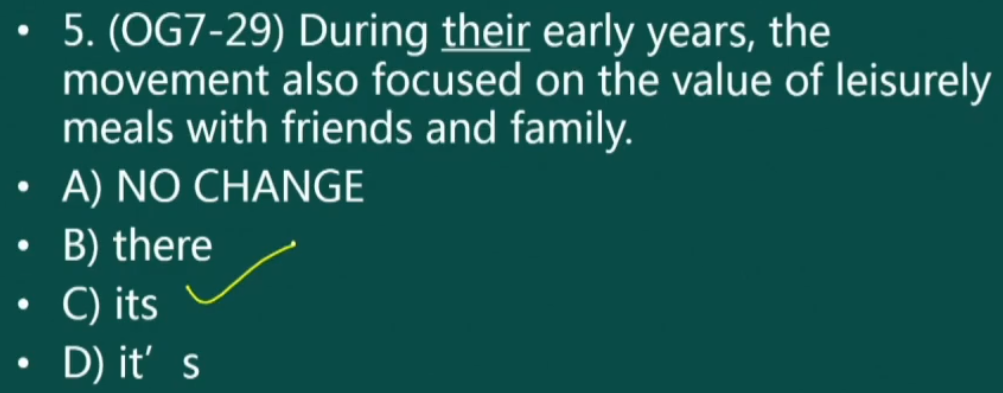 • 5. (OG7-29) During their early years, the
movement also focused on the value of leisurely
meals with friends and family.
• A) NO CHANGE
• B) there
• C) its
• D) it’ s